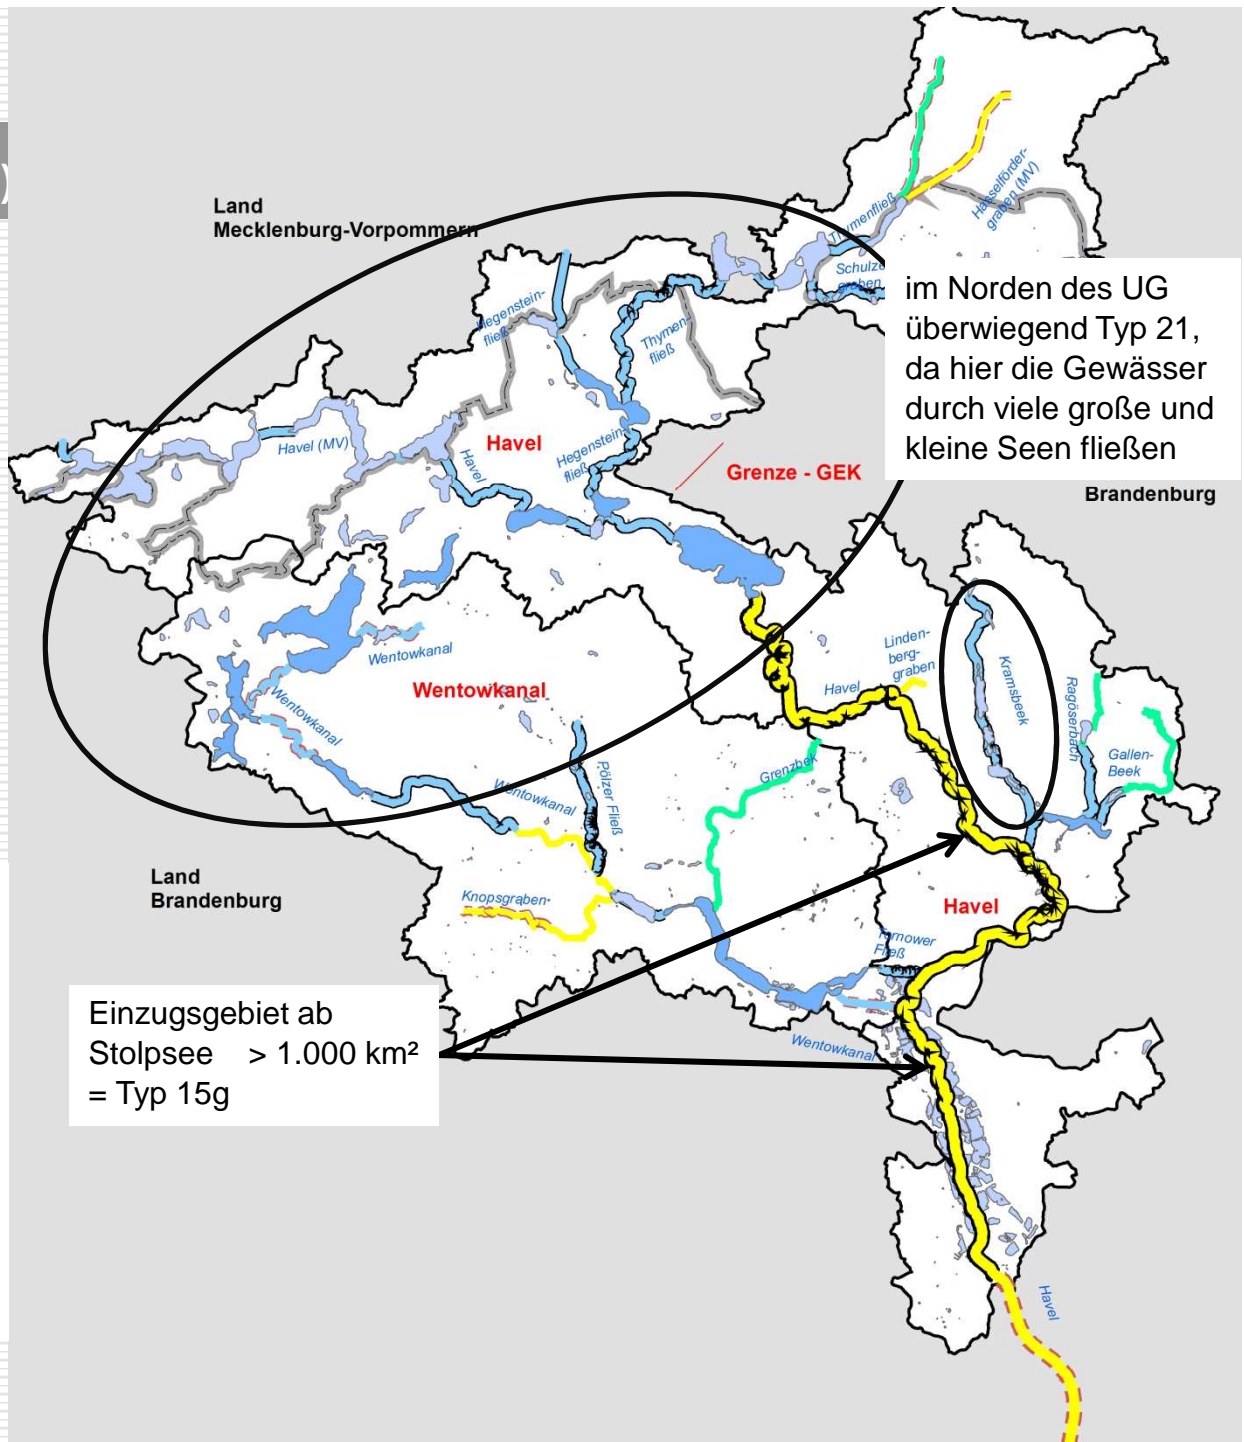 )
Land
Mecklenburg-Vorpommern
Hasselförder-
graben (MV)
Thymenfließ
Schulzen
graben
im Norden des UG
überwiegend Typ 21,
da hier die Gewässer
durch viele große und
kleine Seen fließen
Hegenstein-
fließ
Thymen-
fließ
Havel (MV)
Havel
Havel
Hegenstein-
fließ
Grenze - GEK
Brandenburg
Wentowkanal
Wentowkanal
Wentowkanal
Linden-
berg-
graben
Havel
Kramsbeek
Ragöserbach
Gallen-
Beek
Grenzbek
Wentowkanal
Pölzer Fließ
Land
Brandenburg
Knopsgraben
Havel
Tornower
Fließ
Einzugsgebiet ab
Stolpsee > 1.000 km²
= Typ 15g
Wentowkanal
Havel